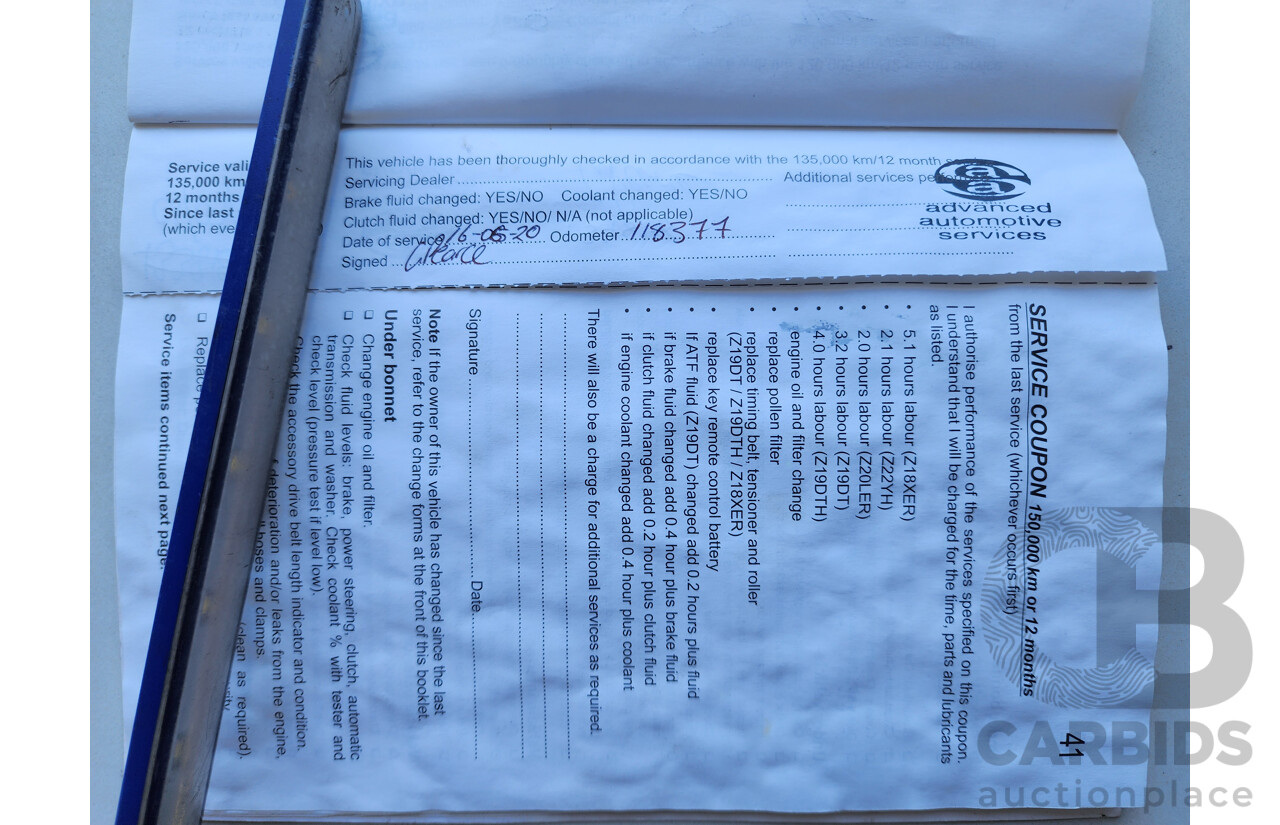 Service vali
135,000 km
12 months
Since last
(which eve
This vehicle has been thoroughly checked in accordance with the 135,000 km/12 month
Servicing Dealer
Additional services pe
Brake fluid changed: YES/NO Coolant changed: YES/NO
Clutch fluid changed: YES/NO/ N/A (not applicable)
Date of service 16-06-20 Odometer 118377
Signed
advanced
automotive
services
SERVICE COUPON 150,000 km or 12 months
from the last service (whichever occurs first)
41
I authorise performance of the services specified on this coupon.
I understand that I will be charged for the time, parts and lubricants
as listed.
• 5.1 hours labour (Z18XER)
• 2.1 hours labour (Z22YH)
• 2.0 hours labour (Z20LER)
• 3.2 hours labour (Z19DT)
• 4.0 hours labour (Z19DTH)
• engine oil and filter change
• replace pollen filter
• replace timing belt, tensioner and roller
(Z19DT / Z19DTH / Z18XER)
• replace key remote control battery
• If ATF fluid (Z19DT) changed add 0.2 hours plus fluid
• if brake fluid changed add 0.4 hour plus brake fluid
• if clutch fluid changed add 0.2 hour plus clutch fluid
• if engine coolant changed add 0.4 hour plus coolant
There will also be a charge for additional services as required.
Signature Date
Note If the owner of this vehicle has changed since the last
service, refer to the change forms at the front of this booklet.
Under bonnet
❑ Change engine oil and filter.
❑ Check fluid levels: brake, power steering, clutch, automatic
transmission and washer. Check coolant % with tester and
check level (pressure test if level low).
Check the accessory drive belt length indicator and condition.
deterioration and/or leaks from the engine,
hoses and clamps.
(clean as required).
❑ Replace
Service items continued next page.
CARBIDS
auctionplace